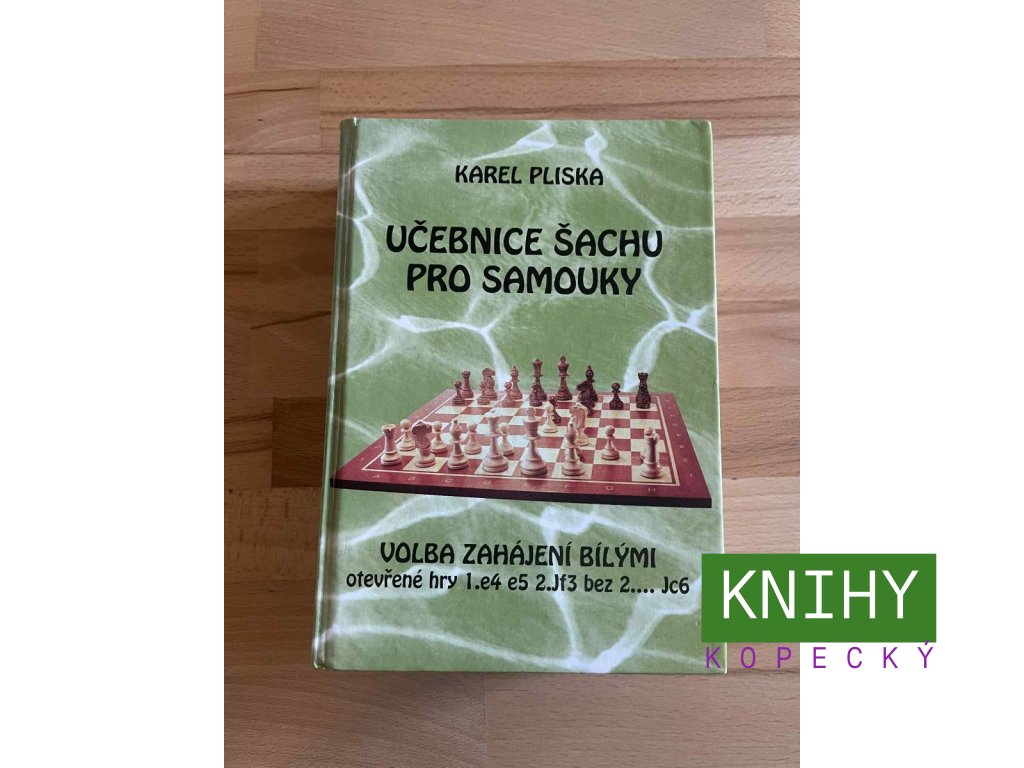 KAREL PLISKA
UČEBNICE ŠACHU
PRO SAMOUKY
A B C D E F G H
VOLBA ZAHÁJENÍ BÍLÝMI
otevřené hry 1.e4 e5 2.Jf3 bez 2.... Jc6
KNIHY
KOPECKÝ